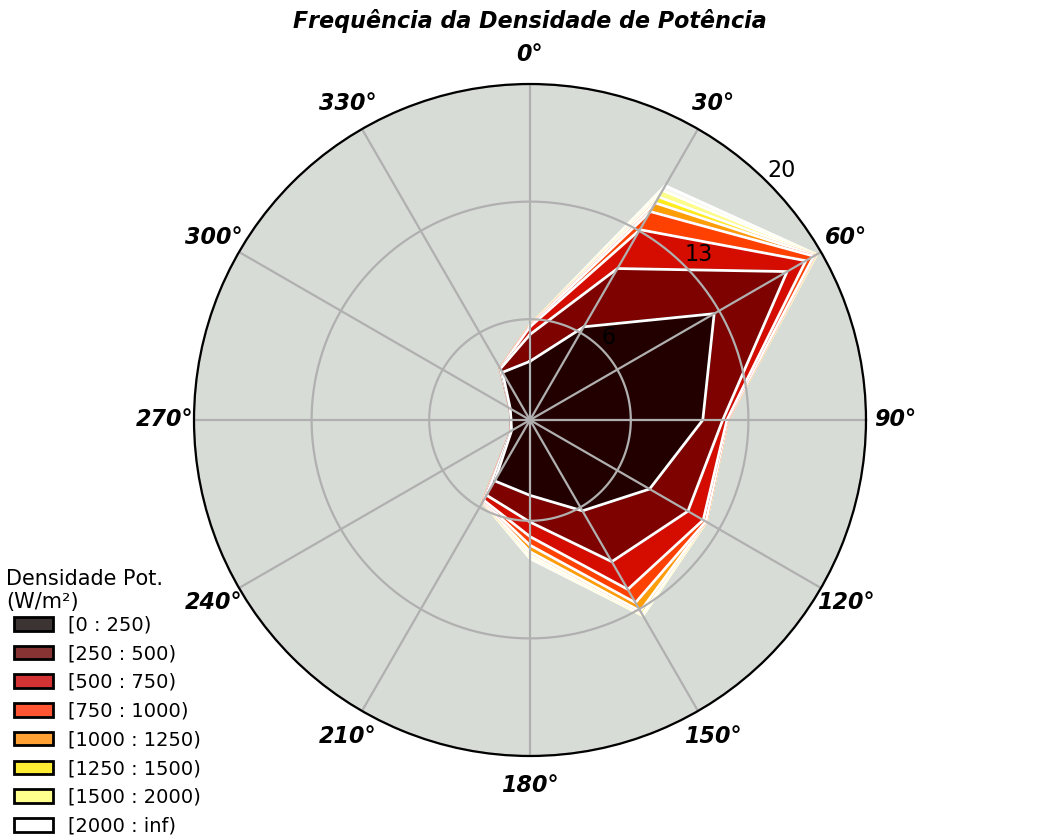 Frequência da Densidade de Potência
0°
330°
30°
20
300°
60°
13
6
270°
90°
Densidade Pot.
(W/m²)
240°
120°
[0 : 250)
[250 : 500)
[500 : 750)
[750 : 1000)
210°
150°
[1000 : 1250)
[1250 : 1500)
180°
[1500 : 2000)
[2000 : inf)